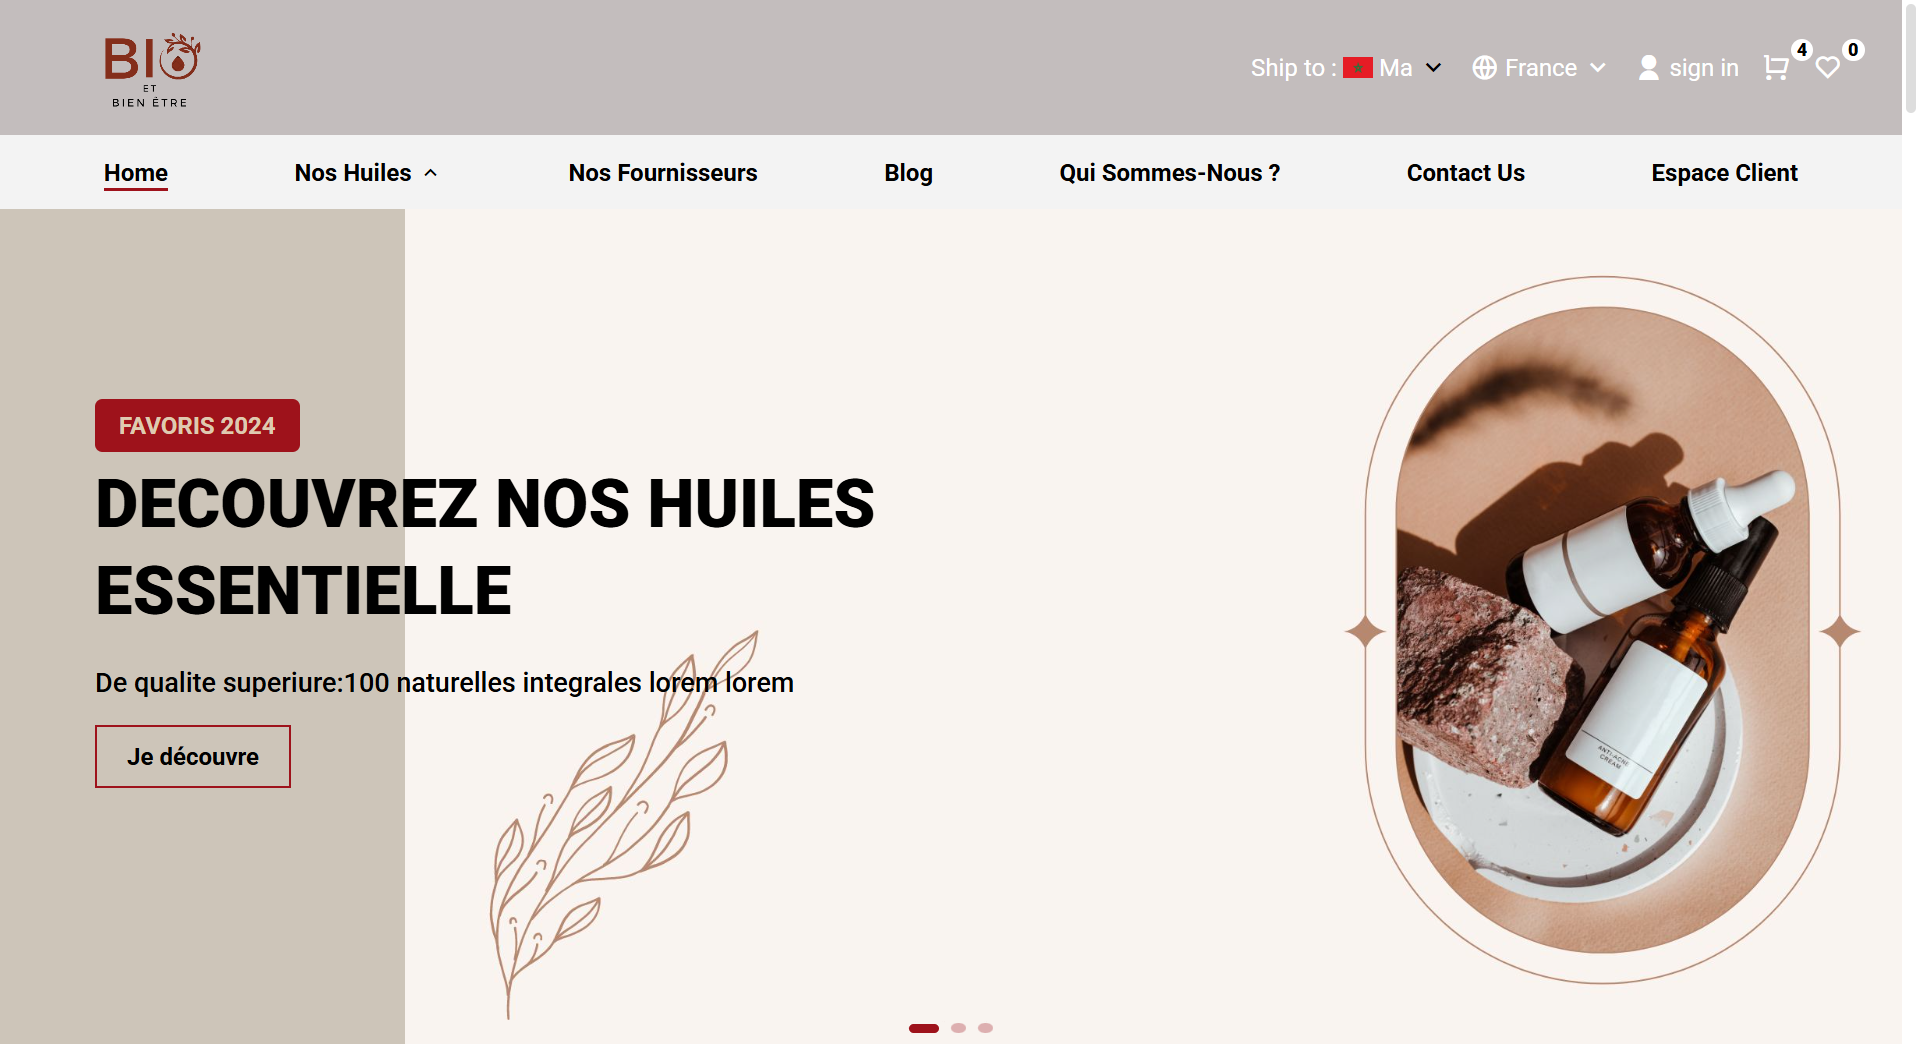 BIO
ET
BIEN ÊTRE
Ship to : Ma
France
sign in
4
0
Home
Nos Huiles
Nos Fournisseurs
Blog
Qui Sommes-Nous ?
Contact Us
Espace Client
FAVORIS 2024
DECOUVREZ NOS HUILES
ESSENTIELLE
De qualite superiure:100 naturelles integrales lorem lorem
Je découvre
ANTI-ACNE
CREAM